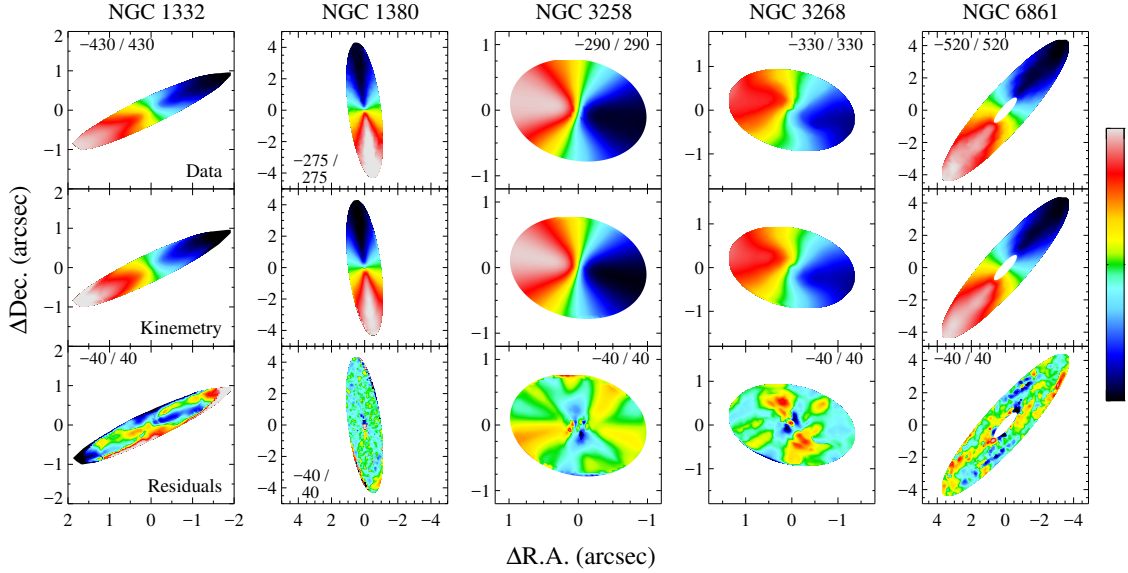 NGC 1332 NGC 1380 NGC 3258 NGC 3268 NGC 6861
2 4 1 1 4
−430 / 430 −290 / 290 −330 / 330 −520 / 520
1 2 2
0 0 0 0 0
−1 −2 −2
Data −275 / 275 −4 −1 −1 −4
2 4 1 1 4
1 2 2
0 0 0 0 0
−1 −2 −2
Kinemetry −4 −1 −1 −4
−2
2 4 1 1 4
−40 / 40 −40 / 40 −40 / 40
1 2 2
0 0 0 0 0
−1 −2 −2
Residuals −40 / 40 −4 −1 −1 −4
−2
2 1 0 −1 −2 4 2 0 −2 −4 1 0 −1 1 0 −1 4 2 0 −2 −4
ΔDec. (arcsec)
ΔR.A. (arcsec)